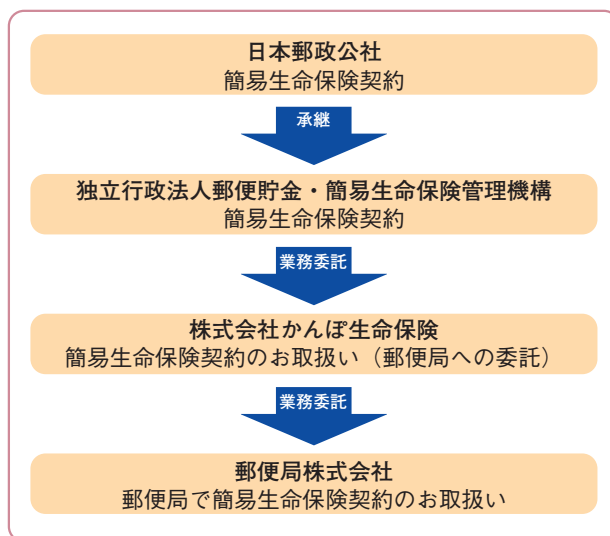 日本郵政公社
簡易生命保険契約
承継
独立行政法人郵便貯金・簡易生命保険管理機構
簡易生命保険契約
業務委託
株式会社かんぽ生命保険
簡易生命保険契約のお取扱い（郵便局への委託）
業務委託
郵便局株式会社
郵便局で簡易生命保険契約のお取扱い